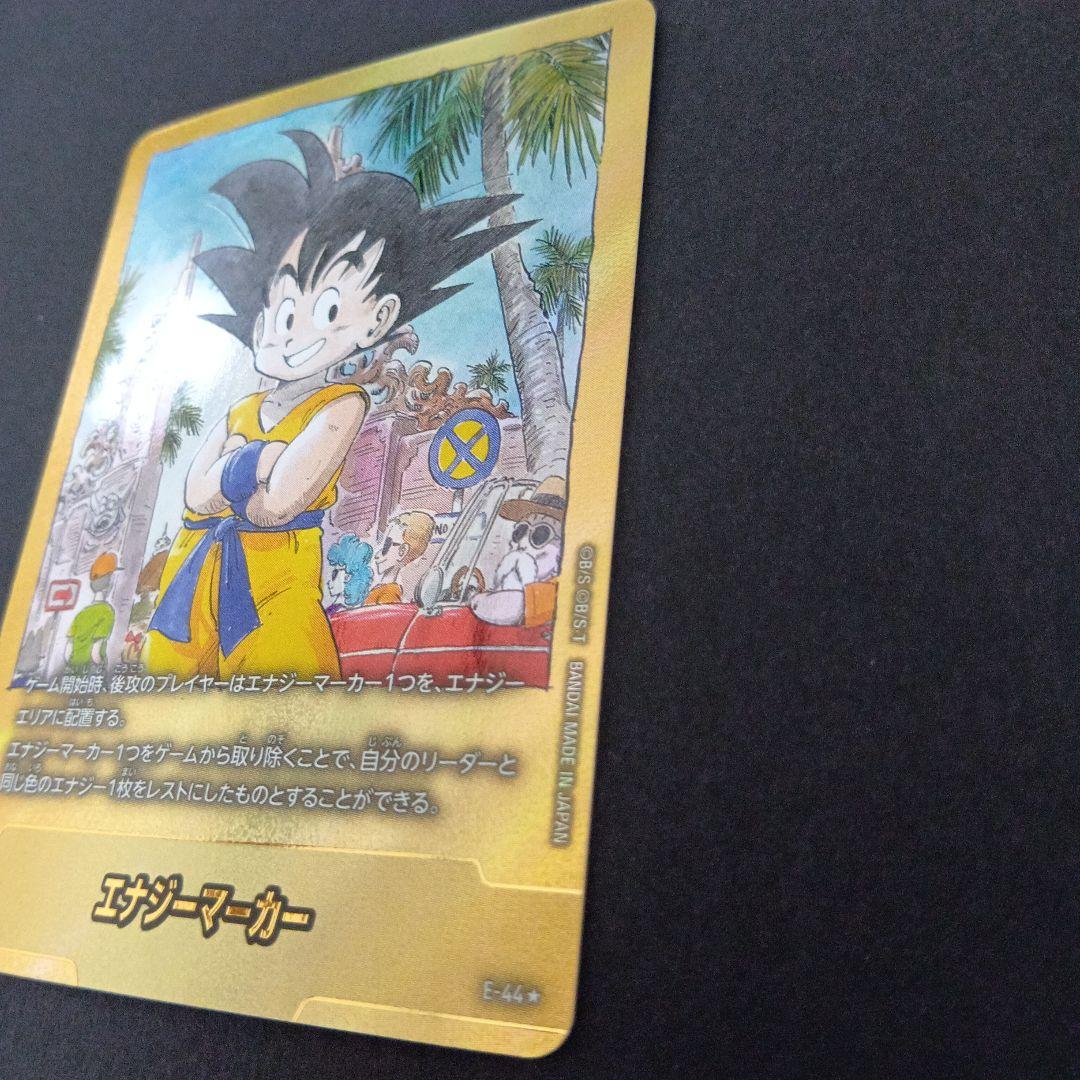 NO
©B/S ©B/S・T BANDAI MADE IN JAPAN
ゲーム開始時、後攻のプレイヤーはエナジーマーカー1つを、エナジー
エリアに配置する。
エナジーマーカー1つをゲームから取り除くことで、自分のリーダーと
同じ色のエナジー1枚をレストにしたものとすることができる。
エナジーマーカー
E-44★